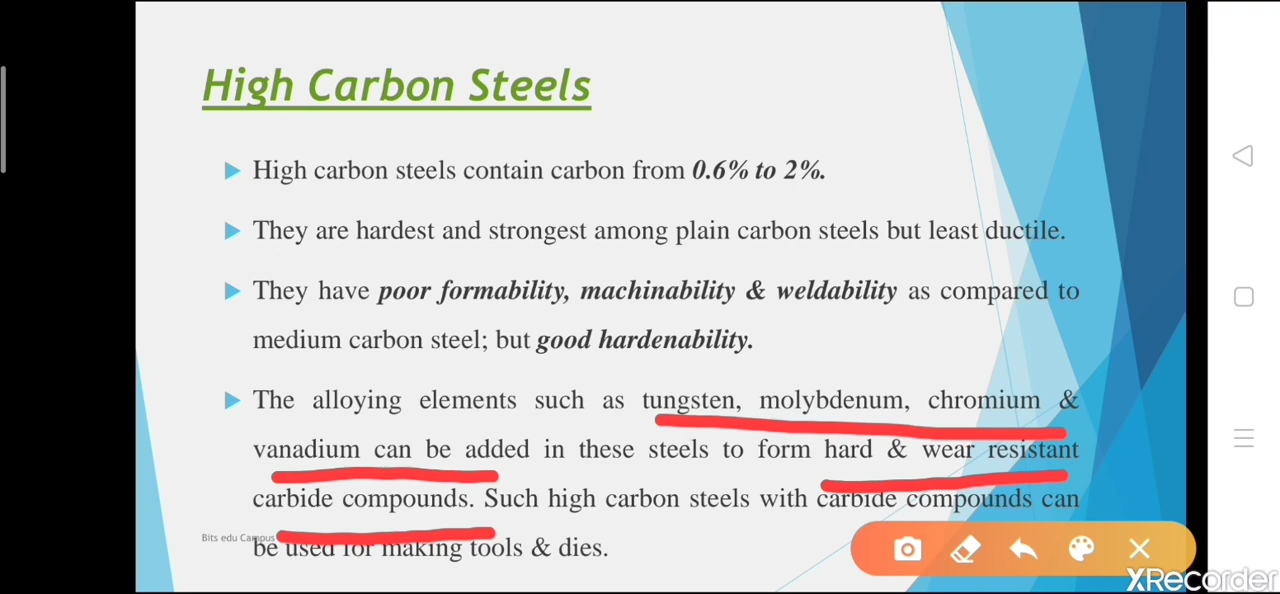 High Carbon Steels
High carbon steels contain carbon from 0.6% to 2%.
They are hardest and strongest among plain carbon steels but least ductile.
They have poor formability, machinability & weldability as compared to
medium carbon steel; but good hardenability.
The alloying elements such as tungsten, molybdenum, chromium &
vanadium can be added in these steels to form hard & wear resistant
carbide compounds. Such high carbon steels with carbide compounds can
Bits edu Campus
be used for making tools & dies.
XRecorder